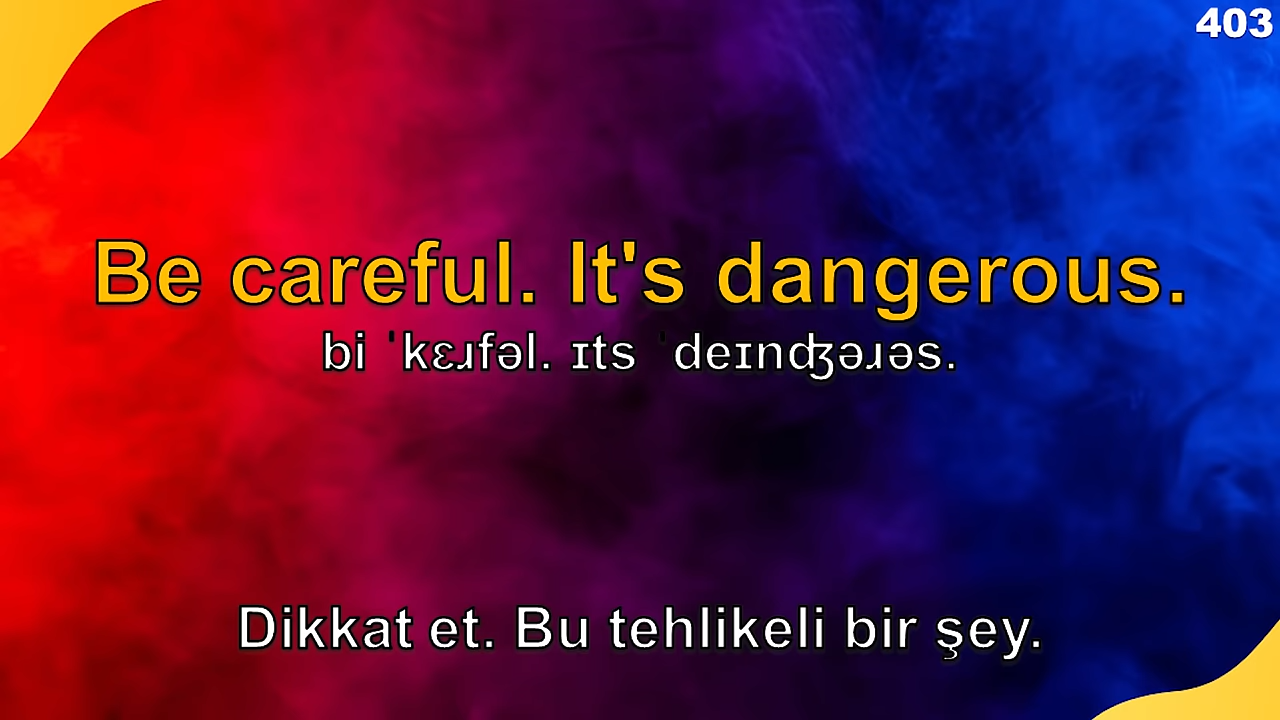 403
Be careful. It's dangerous.
bi ˈkɛɹfəl. ɪts ˈdeɪnʤəɹəs.
Dikkat et. Bu tehlikeli bir şey.